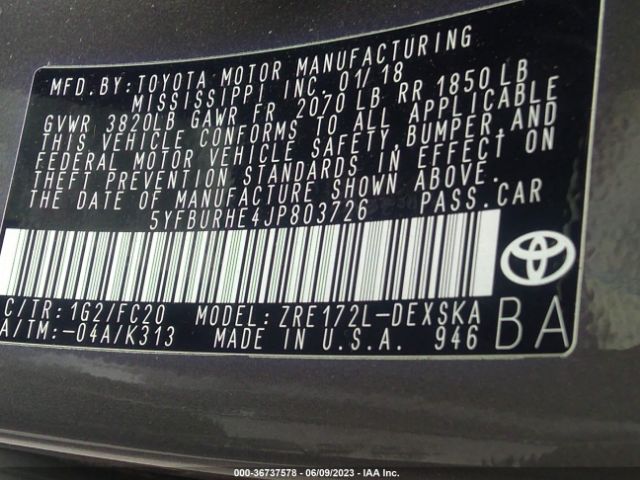 MFD. BY: TOYOTA MOTOR MANUFACTURING
MISSISSIPPI INC. 01/18
GVWR 3820LB GAWR FR 2070 LB RR 1850 LB
THIS VEHICLE CONFORMS TO ALL APPLICABLE
FEDERAL MOTOR VEHICLE SAFETY, BUMPER, AND
THEFT PREVENTION STANDARDS IN EFFECT ON
THE DATE OF MANUFACTURE SHOWN ABOVE.
5YFBURHE4JP803726 PASS. CAR
C/TR: 1G2/FC20 MODEL: ZRE172L-DEXSKA
A/TM: -04A/K313 MADE IN U.S.A. 946
BA
000-36737578 - 06/09/2023 - IAA Inc.